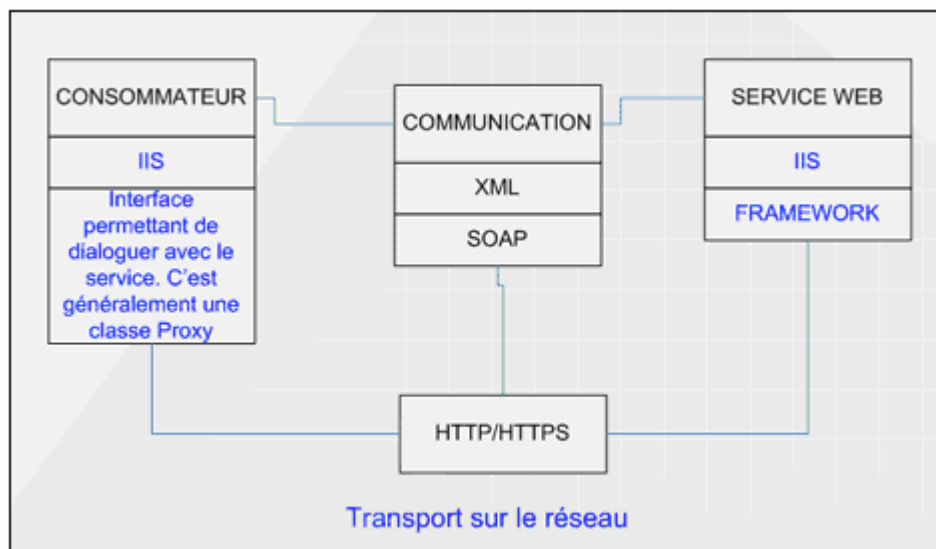 CONSOMMATEUR
IIS
Interface
permettant de
dialoguer avec le
service. C'est
généralement une
classe Proxy
COMMUNICATION
XML
SOAP
SERVICE WEB
IIS
FRAMEWORK
HTTP/HTTPS
Transport sur le réseau